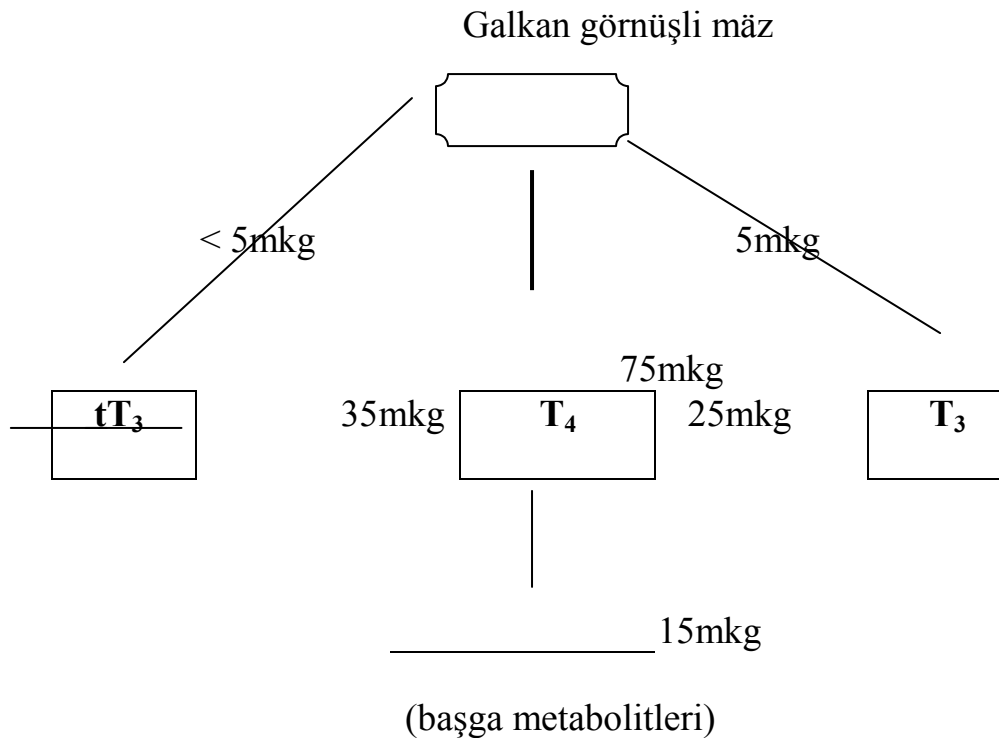 Galkan görnüşli mäz
< 5mkg 5mkg
75mkg
tT₃ 35mkg T₄ 25mkg T₃
15mkg
(başga metabolitleri)